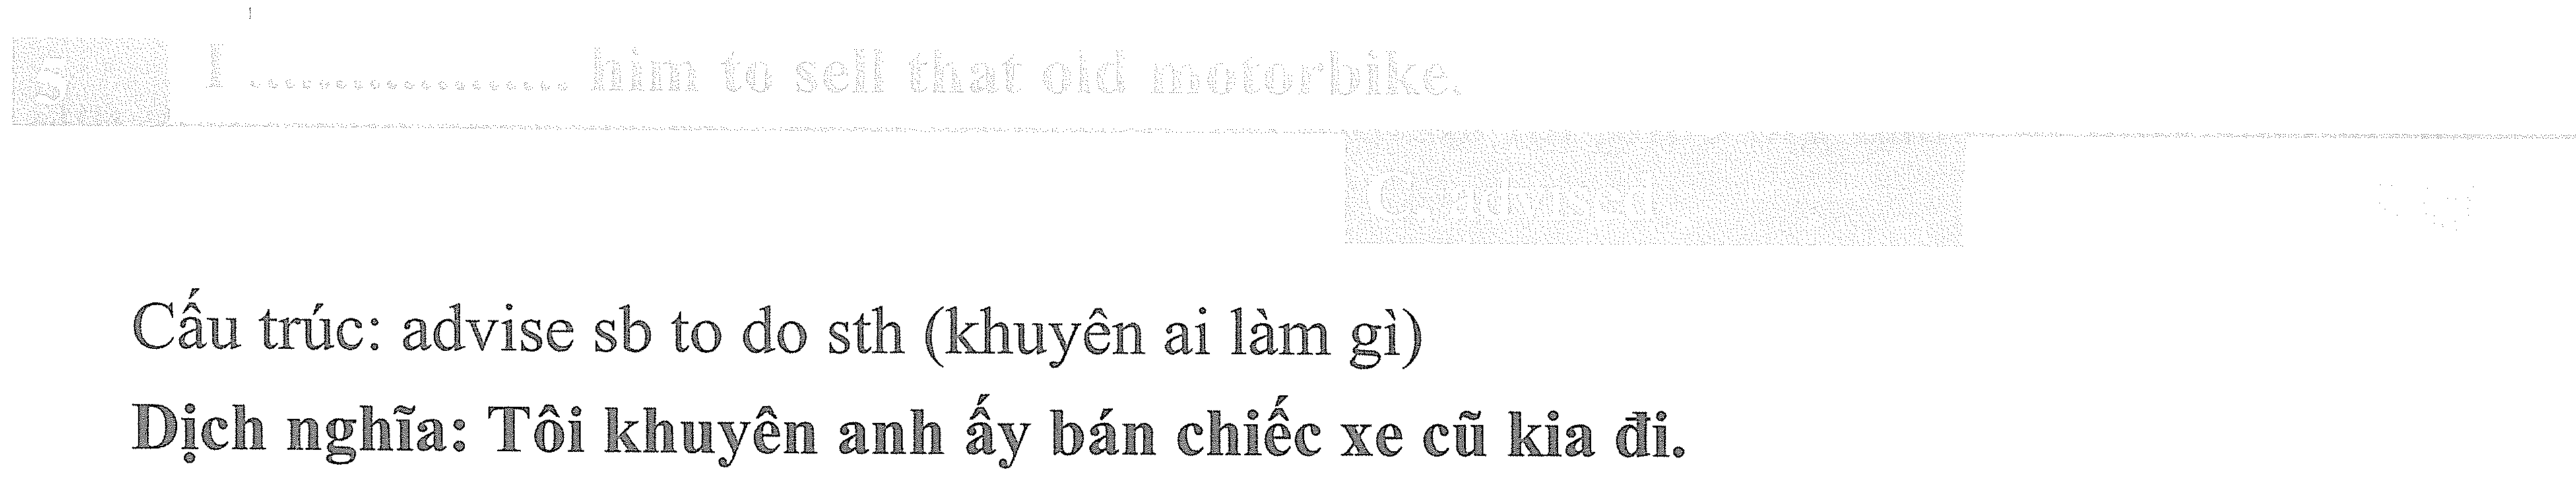 5 I ................... him to sell that old motorbike.
C. advised
Cấu trúc: advise sb to do sth (khuyên ai làm gì)
Dịch nghĩa: Tôi khuyên anh ấy bán chiếc xe cũ kia đi.